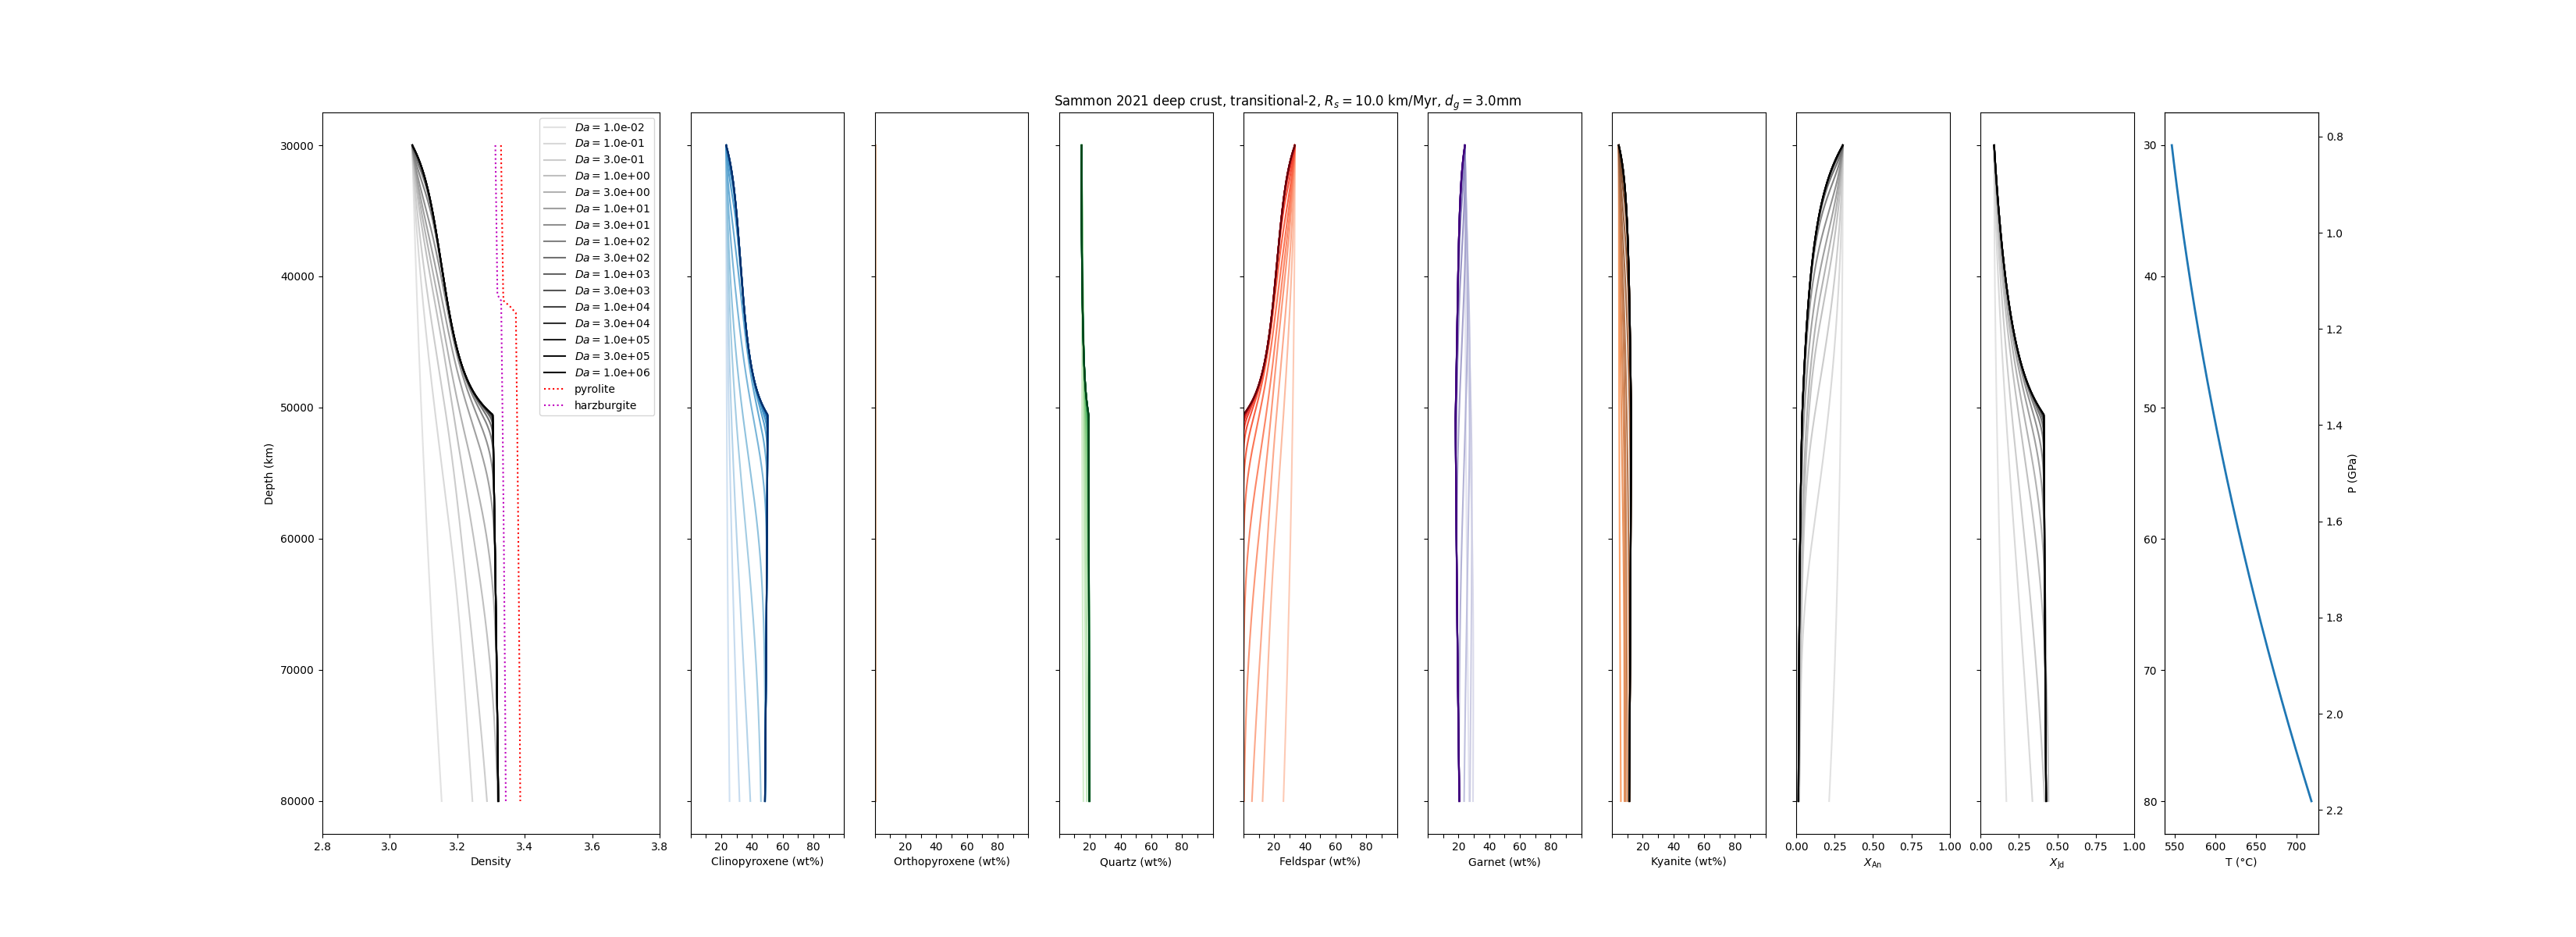 Sammon 2021 deep crust, transitional-2, R_s = 10.0 km/Myr, d_g = 3.0mm
Da = 1.0e-02
Da = 1.0e-01
Da = 3.0e-01
Da = 1.0e+00
Da = 3.0e+00
Da = 1.0e+01
Da = 3.0e+01
Da = 1.0e+02
Da = 3.0e+02
Da = 1.0e+03
Da = 3.0e+03
Da = 1.0e+04
Da = 3.0e+04
Da = 1.0e+05
Da = 3.0e+05
Da = 1.0e+06
pyrolite
harzburgite
Depth (km)
30000
40000
50000
60000
70000
80000
2.8 3.0 3.2 3.4 3.6 3.8
Density
20 40 60 80
Clinopyroxene (wt%)
20 40 60 80
Orthopyroxene (wt%)
20 40 60 80
Quartz (wt%)
20 40 60 80
Feldspar (wt%)
20 40 60 80
Garnet (wt%)
20 40 60 80
Kyanite (wt%)
0.00 0.25 0.50 0.75 1.00
X_An
0.00 0.25 0.50 0.75 1.00
X_Jd
30
40
50
60
70
80
550 600 650 700
T (°C)
0.8
1.0
1.2
1.4
1.6
1.8
2.0
2.2
P (GPa)